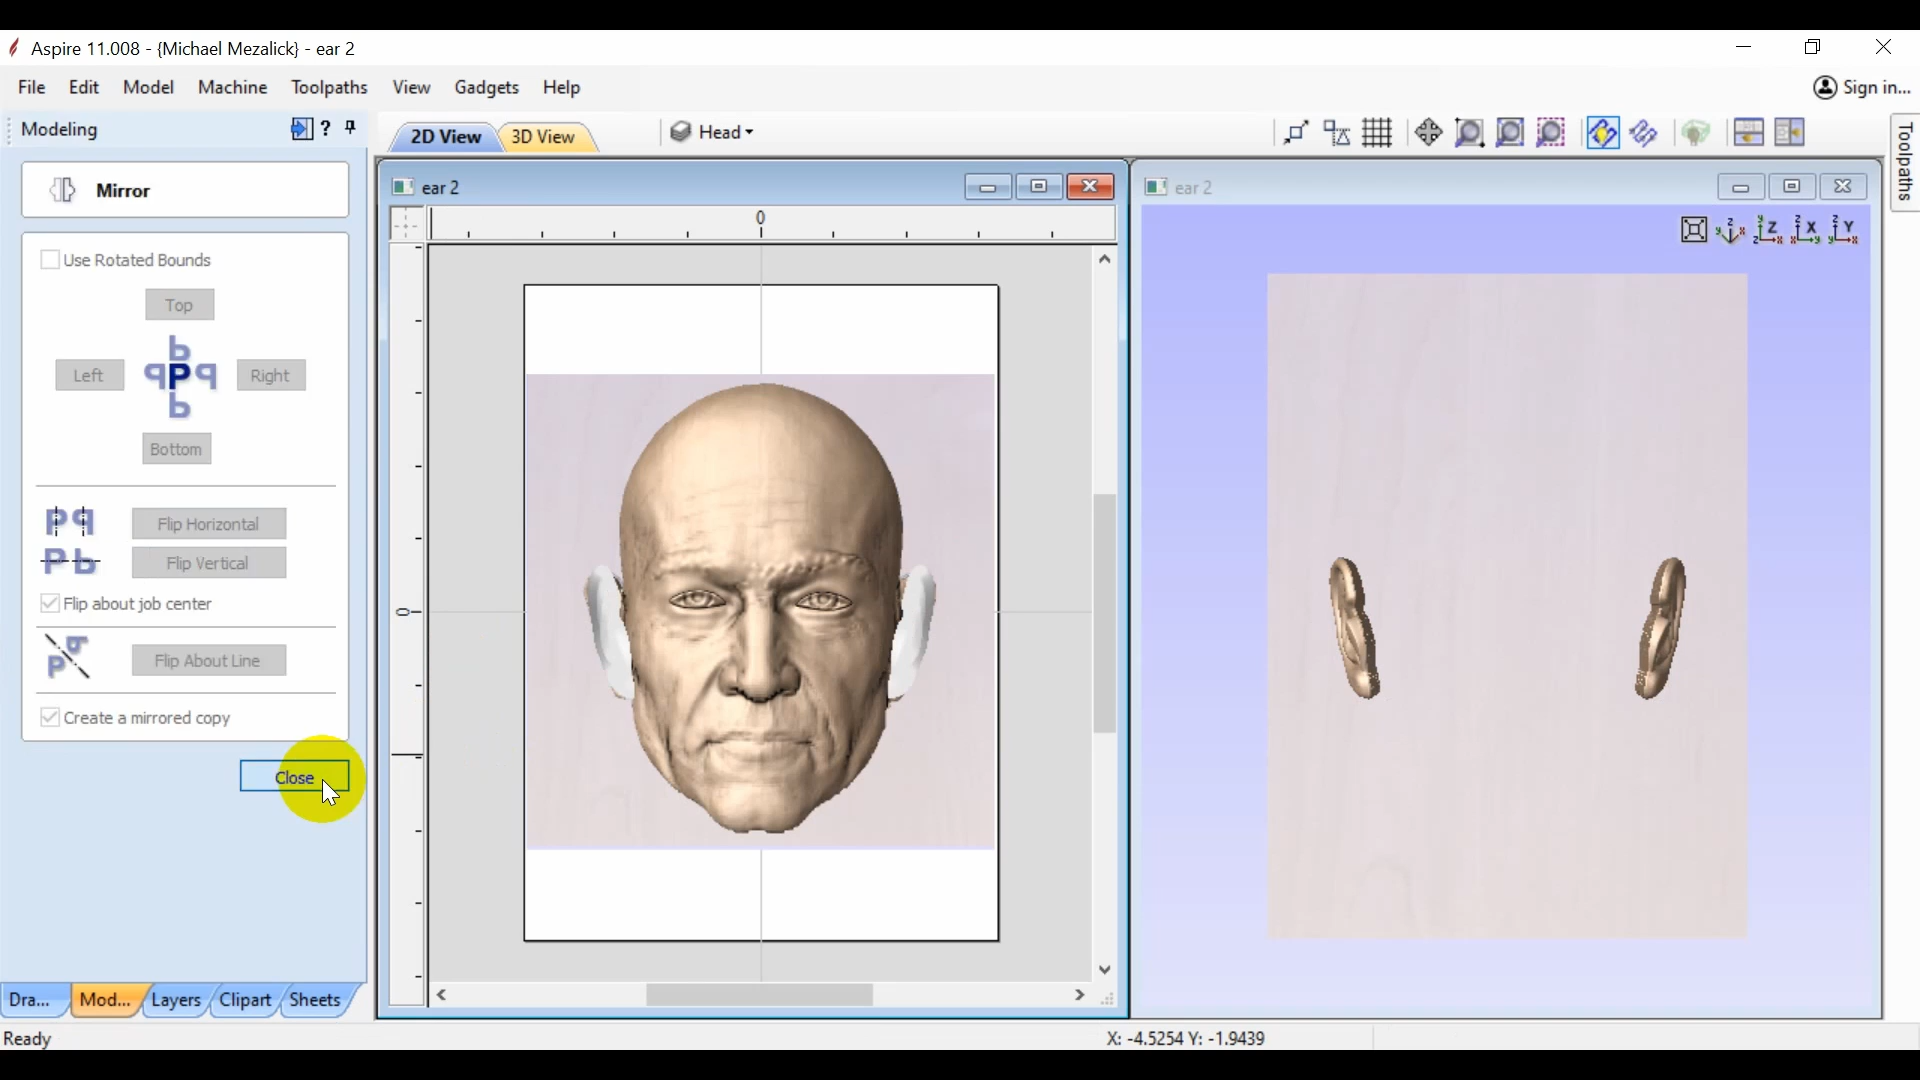 Aspire 11.008 - {Michael Mezalick} - ear 2
File Edit Model Machine Toolpaths View Gadgets Help
Sign in...
Modeling ?
2D View 3D View Head
Toolpaths
Mirror
ear 2
ear 2
0
Z X Y
Use Rotated Bounds
Top
Left Right
Bottom
Flip Horizontal
Flip Vertical
0
Flip about job center
Flip About Line
Create a mirrored copy
Close
Dra... Mod... Layers Clipart Sheets
Ready X: -4.5254 Y: -1.9439